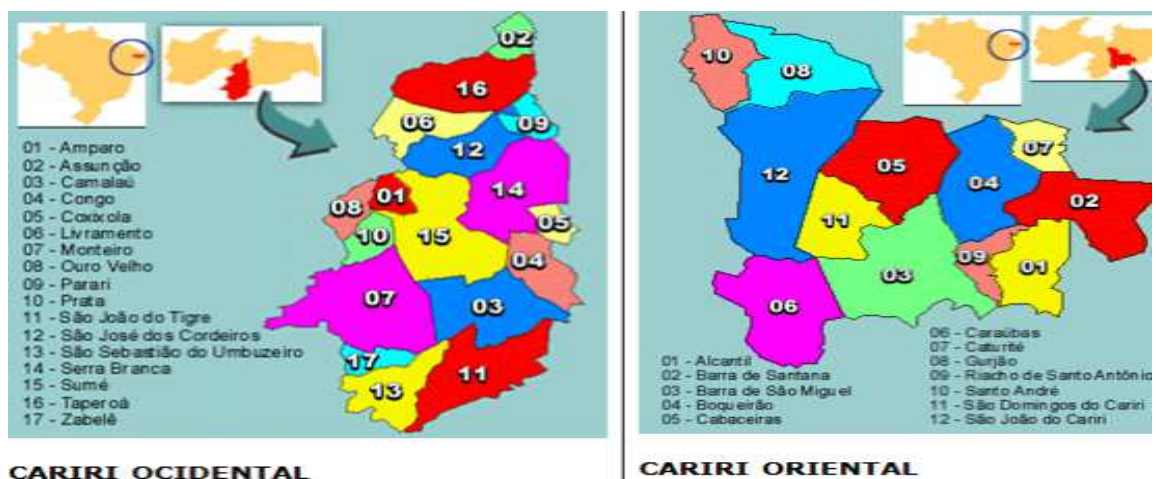 02
16
06
09
12
14
01
08
05
10
15
04
07
03
17
11
13
01 - Amparo
02 - Assunção
03 - Camalaú
04 - Congo
05 - Coxixola
06 - Livramento
07 - Monteiro
08 - Ouro Velho
09 - Parari
10 - Prata
11 - São João do Tigre
12 - São José dos Cordeiros
13 - São Sebastião do Umbuzeiro
14 - Serra Branca
15 - Sumé
16 - Taperoá
17 - Zabelê
CARIRI OCIDENTAL
10
08
07
05
12
04
02
11
09
03
01
06
01 - Alcantil
02 - Barra de Santana
03 - Barra de São Miguel
04 - Boqueirão
05 - Cabaceiras
06 - Caraúbas
07 - Caturité
08 - Gurjão
09 - Riacho de Santo Antônio
10 - Santo André
11 - São Domingos do Cariri
12 - São João do Cariri
CARIRI ORIENTAL